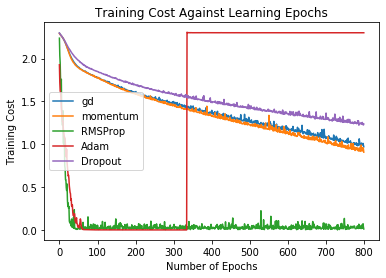 Training Cost Against Learning Epochs
Training Cost
2.0
1.5
1.0
0.5
0.0
gd
momentum
RMSProp
Adam
Dropout
0 100 200 300 400 500 600 700 800
Number of Epochs